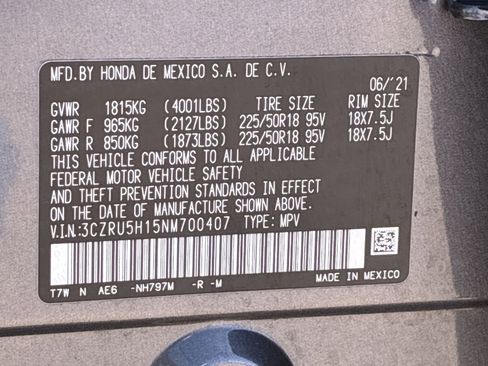 MFD.BY HONDA DE MEXICO S.A. DE C.V.
06/'21
GVWR 1815KG (4001LBS) TIRE SIZE RIM SIZE
GAWR F 965KG (2127LBS) 225/50R18 95V 18X7.5J
GAWR R 850KG (1873LBS) 225/50R18 95V 18X7.5J
THIS VEHICLE CONFORMS TO ALL APPLICABLE
FEDERAL MOTOR VEHICLE SAFETY, BUMPER,
AND THEFT PREVENTION STANDARDS IN EFFECT
ON THE DATE OF MANUFACTURE SHOWN ABOVE.
V.I.N.:3CZRU5H15NM700407 TYPE: MPV
T7W N AE6 -NH797M -R -M MADE IN MEXICO